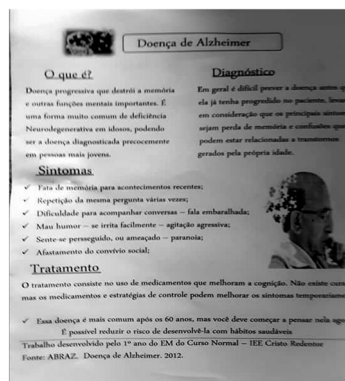 Doença de Alzheimer
O que é?
Doença progressiva que destrói a memória
e outras funções mentais importantes. É
uma forma muito comum de deficiência
Neurodegenerativa em idosos, podendo
ser a doença diagnosticada precocemente
em pessoas mais jovens.
Diagnóstico
Em geral é difícil prever a doença antes q
ela já tenha progredido no paciente, leva
em consideração que os principais sintom
sejam perda de memória e confusões que
podem estar relacionadas a transtornos
gerados pela própria idade.
Sintomas
✓ Fata de memória para acontecimentos recentes;
✓ Repetição da mesma pergunta várias vezes;
✓ Dificuldade para acompanhar conversas – fala embaralhada;
✓ Mau humor – se irrita facilmente – agitação agressiva;
✓ Sente-se perseguido, ou ameaçado – paranoia;
✓ Afastamento do convívio social;
Tratamento
O tratamento consiste no uso de medicamentos que melhoram a cognição. Não existe cura
mas os medicamentos e estratégias de controle podem melhorar os sintomas temporariame
✓ Essa doença é mais comum após os 60 anos, mas você deve começar a pensar nela ago
É possível reduzir o risco de desenvolvê-la com hábitos saudáveis
Trabalho desenvolvido pelo 1º ano do EM do Curso Normal – IEE Cristo Redentor
Fonte: ABRAZ. Doença de Alzheimer. 2012.